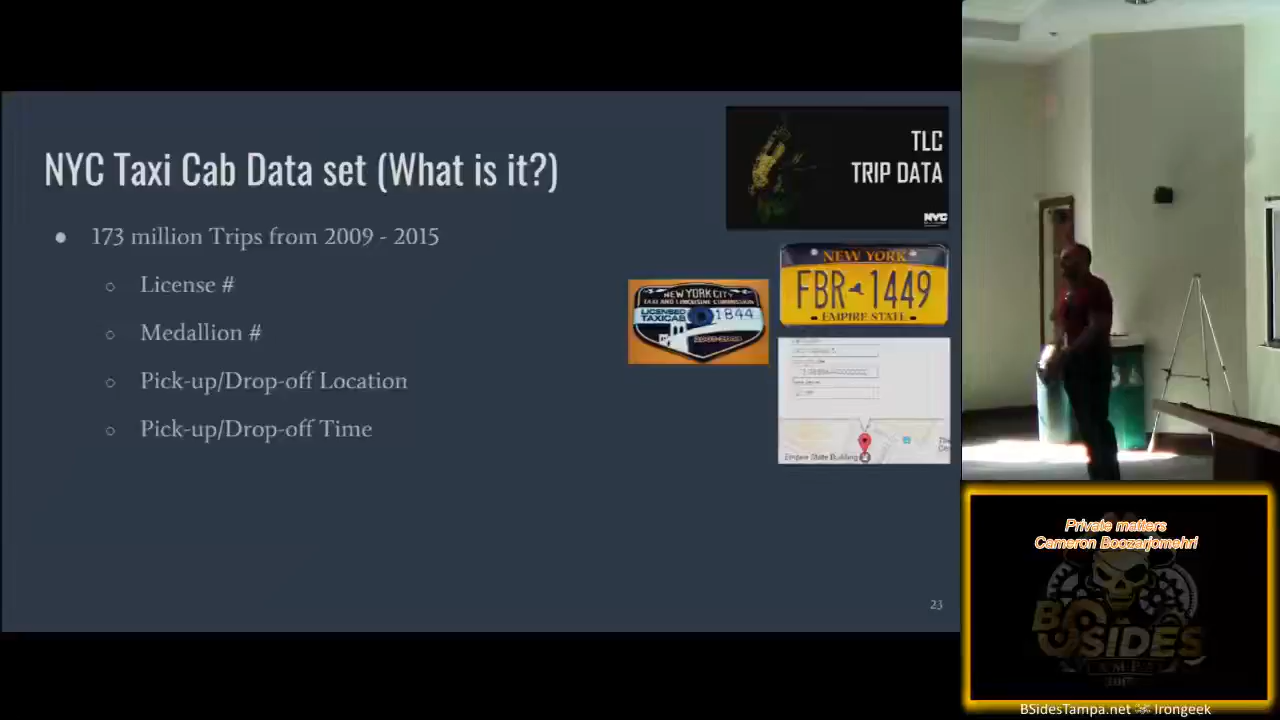 NYC Taxi Cab Data set (What is it?)
173 million Trips from 2009 - 2015
License #
Medallion #
Pick-up/Drop-off Location
Pick-up/Drop-off Time
TLC
TRIP DATA
NYC
NEW YORK
FBR 1449
EMPIRE STATE
NEW YORK CITY
TAXI AND LIMOUSINE COMMISSION
LICENSED
TAXICAB
1844
Empire State Building
23
Private matters
Cameron Boozarjomehri
BSIDES
TAMPA
BSidesTampa.net
Irongeek